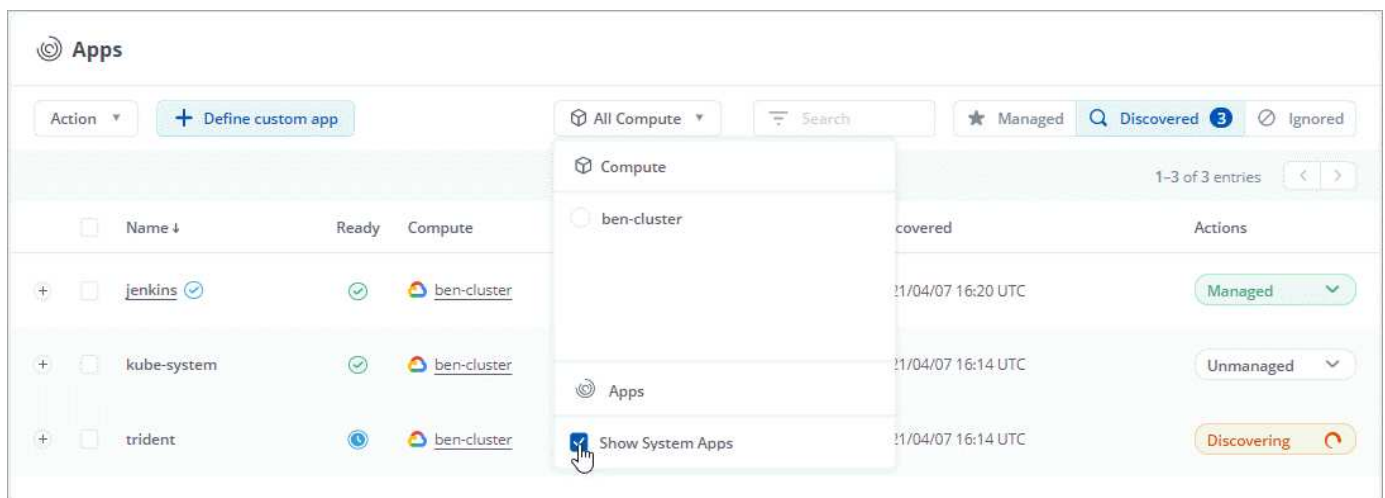 Apps
Action
+ Define custom app
All Compute
Search
Managed
Discovered 3
Ignored
Compute
1–3 of 3 entries
Name ↓
Ready
Compute
ben-cluster
covered
Actions
jenkins
ben-cluster
21/04/07 16:20 UTC
Managed
kube-system
ben-cluster
21/04/07 16:14 UTC
Unmanaged
Apps
trident
ben-cluster
Show System Apps
21/04/07 16:14 UTC
Discovering